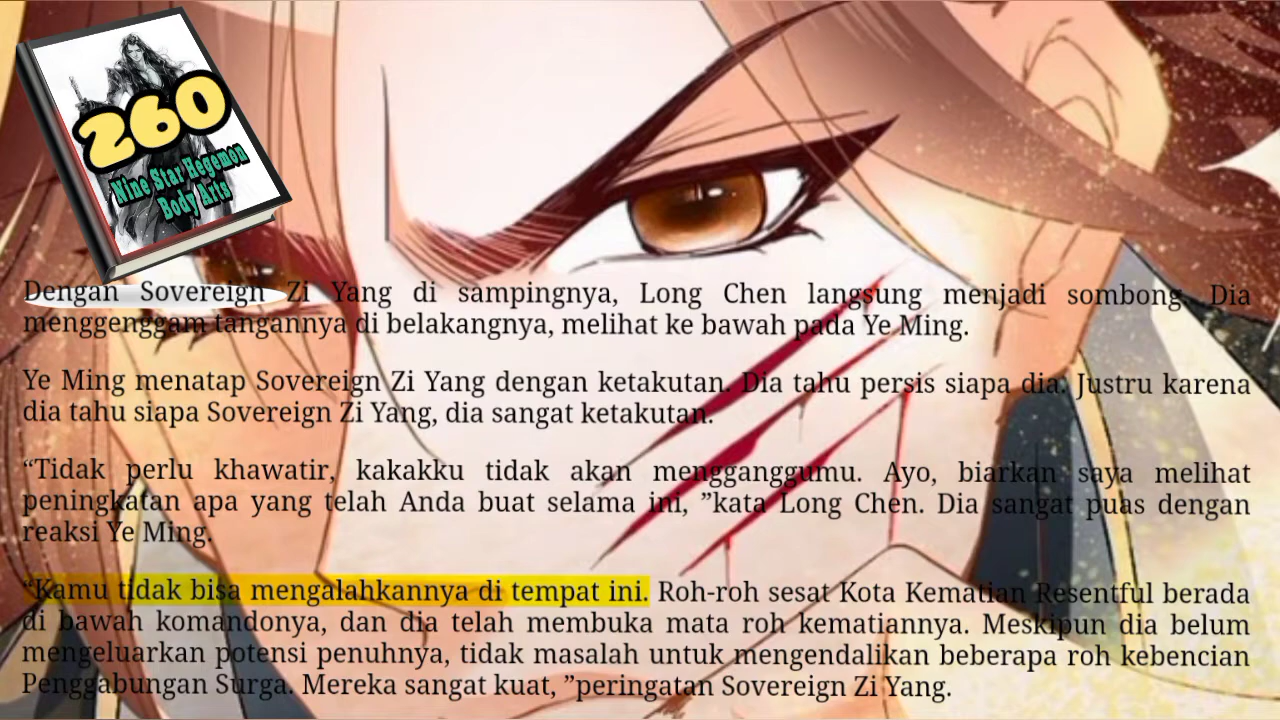 260
Nine Star Hegemon
Body Arts
Dengan Sovereign Zi Yang di sampingnya, Long Chen langsung menjadi sombong. Dia
menggenggam tangannya di belakangnya, melihat ke bawah pada Ye Ming.
Ye Ming menatap Sovereign Zi Yang dengan ketakutan. Dia tahu persis siapa dia. Justru karena
dia tahu siapa Sovereign Zi Yang, dia sangat ketakutan.
“Tidak perlu khawatir, kakakku tidak akan mengganggumu. Ayo, biarkan saya melihat
peningkatan apa yang telah Anda buat selama ini, ”kata Long Chen. Dia sangat puas dengan
reaksi Ye Ming.
“Kamu tidak bisa mengalahkannya di tempat ini. Roh-roh sesat Kota Kematian Resentful berada
di bawah komandonya, dan dia telah membuka mata roh kematiannya. Meskipun dia belum
mengeluarkan potensi penuhnya, tidak masalah untuk mengendalikan beberapa roh kebencian
Penggabungan Surga. Mereka sangat kuat, ”peringatan Sovereign Zi Yang.